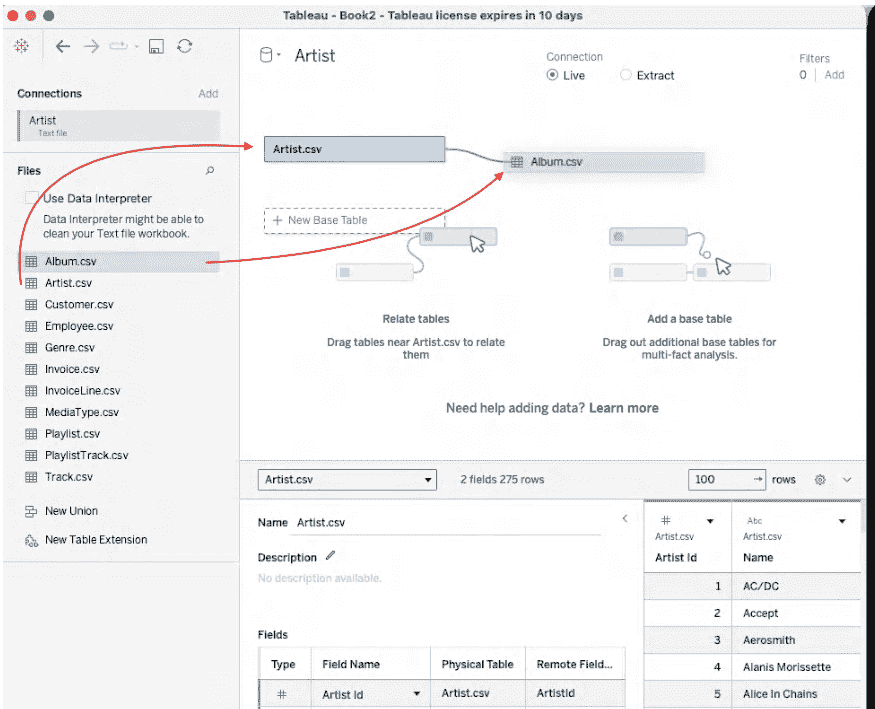 Tableau - Book2 - Tableau license expires in 10 days
Connections
Add
Artist
Text file
Files
Use Data Interpreter
Data Interpreter might be able to
clean your Text file workbook.
Album.csv
Artist.csv
Customer.csv
Employee.csv
Genre.csv
Invoice.csv
InvoiceLine.csv
MediaType.csv
Playlist.csv
PlaylistTrack.csv
Track.csv
New Union
New Table Extension
Artist
Connection
Live
Extract
Filters
0 | Add
Artist.csv
Album.csv
+ New Base Table
Relate tables
Drag tables near Artist.csv to relate
them
Add a base table
Drag out additional base tables for
multi-fact analysis.
Need help adding data? Learn more
Artist.csv
2 fields 275 rows
100
rows
Name Artist.csv
Description
No description available.
Fields
Type Field Name Physical Table Remote Field...
# Artist Id Artist.csv ArtistId
# Abc
Artist.csv Artist.csv
Artist Id Name
1 AC/DC
2 Accept
3 Aerosmith
4 Alanis Morissette
5 Alice In Chains